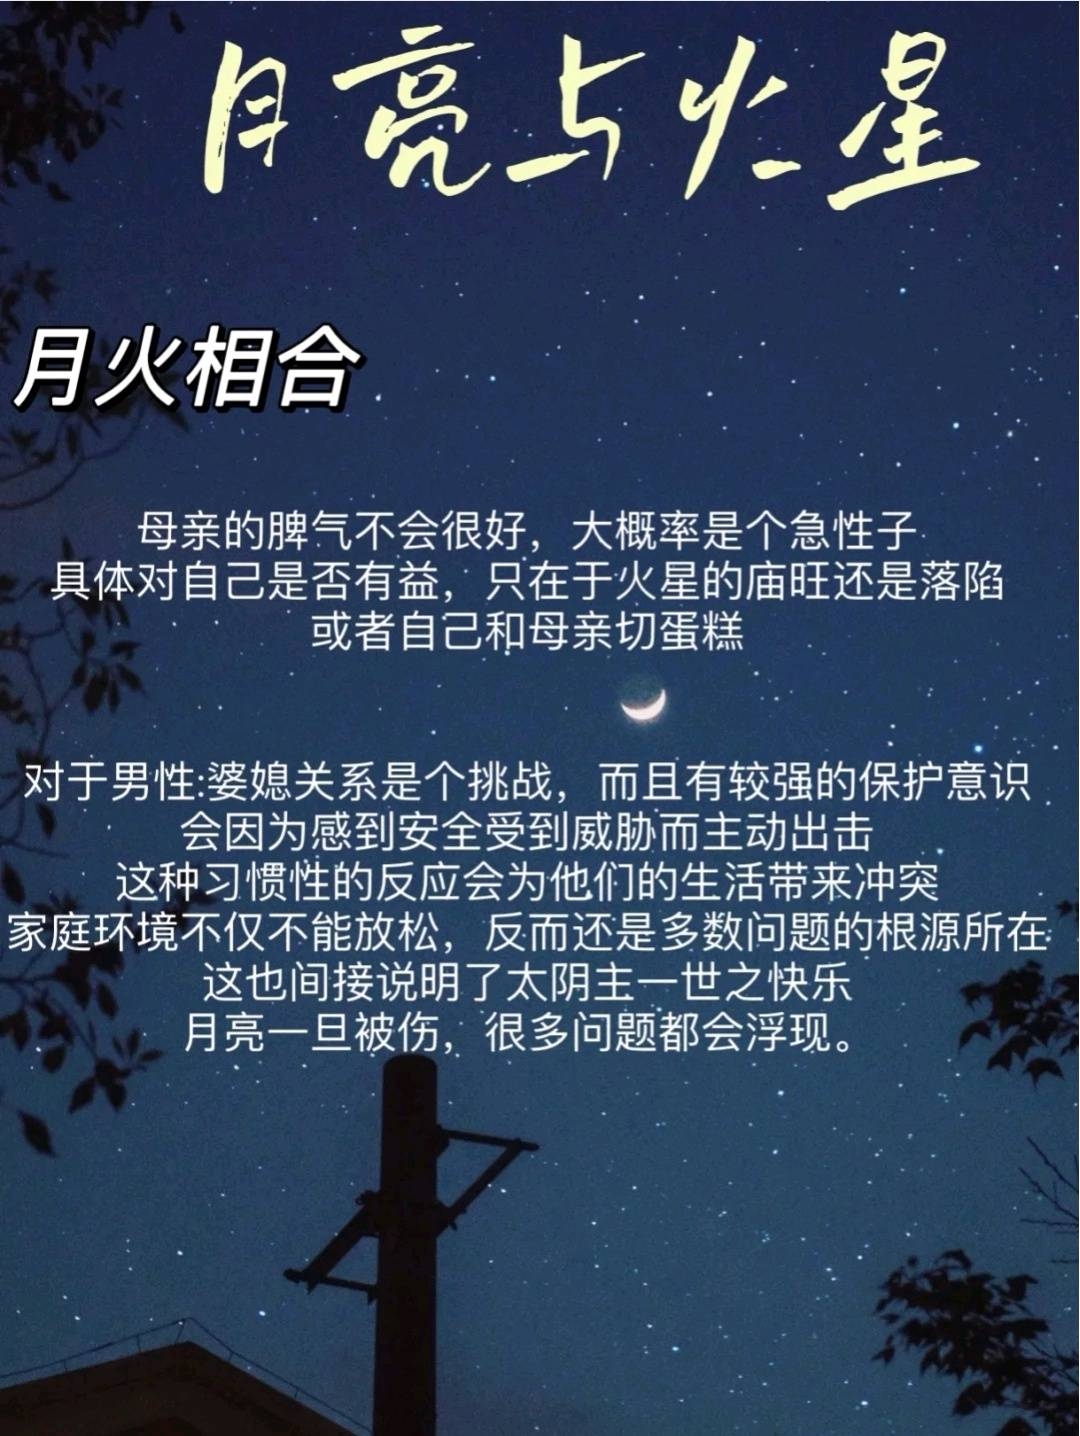 月亮与火星
月火相合
母亲的脾气不会很好，大概率是个急性子
具体对自己是否有益，只在于火星的庙旺还是落陷
或者自己和母亲切蛋糕
对于男性:婆媳关系是个挑战，而且有较强的保护意识
会因为感到安全受到威胁而主动出击
这种习惯性的反应会为他们的生活带来冲突
家庭环境不仅不能放松，反而还是多数问题的根源所在
这也间接说明了太阴主一世之快乐
月亮一旦被伤，很多问题都会浮现。